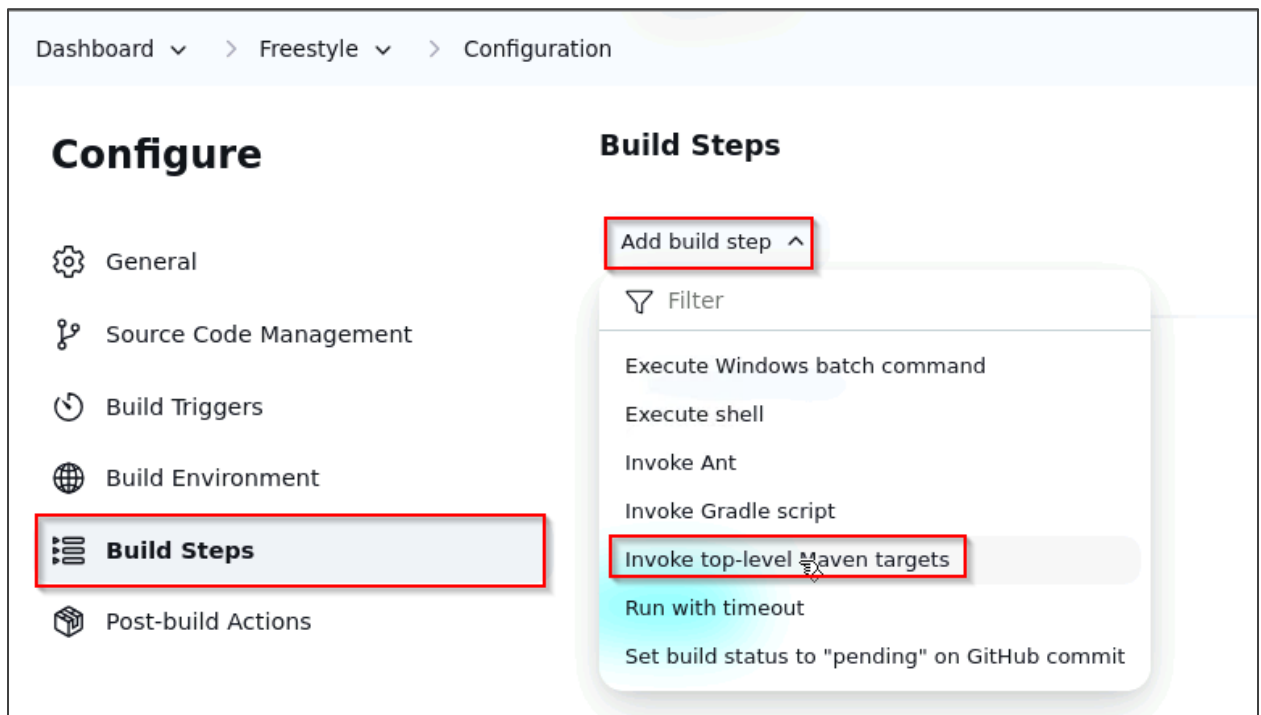 Dashboard > Freestyle > Configuration
Configure
General
Source Code Management
Build Triggers
Build Environment
Build Steps
Post-build Actions
Build Steps
Add build step
Filter
Execute Windows batch command
Execute shell
Invoke Ant
Invoke Gradle script
Invoke top-level Maven targets
Run with timeout
Set build status to "pending" on GitHub commit